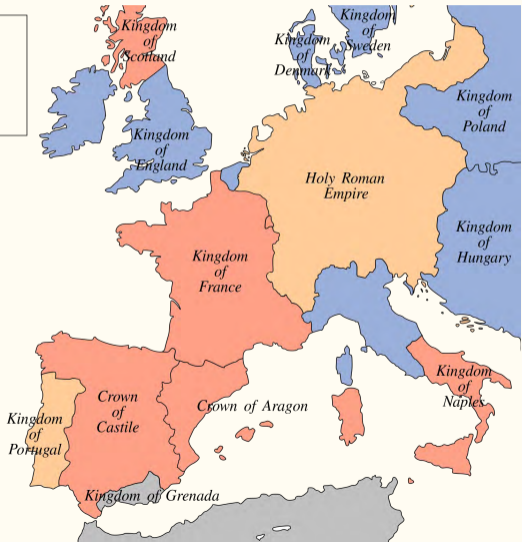 Kingdom
of
Scotland
Kingdom
of
Sweden
Kingdom
of
Denmark
Kingdom
of
Poland
Kingdom
of
England
Holy Roman
Empire
Kingdom
of
Hungary
Kingdom
of
France
Kingdom
of
Naples
Crown
of
Castile
Crown of Aragon
Kingdom
of
Portugal
Kingdom of Grenada